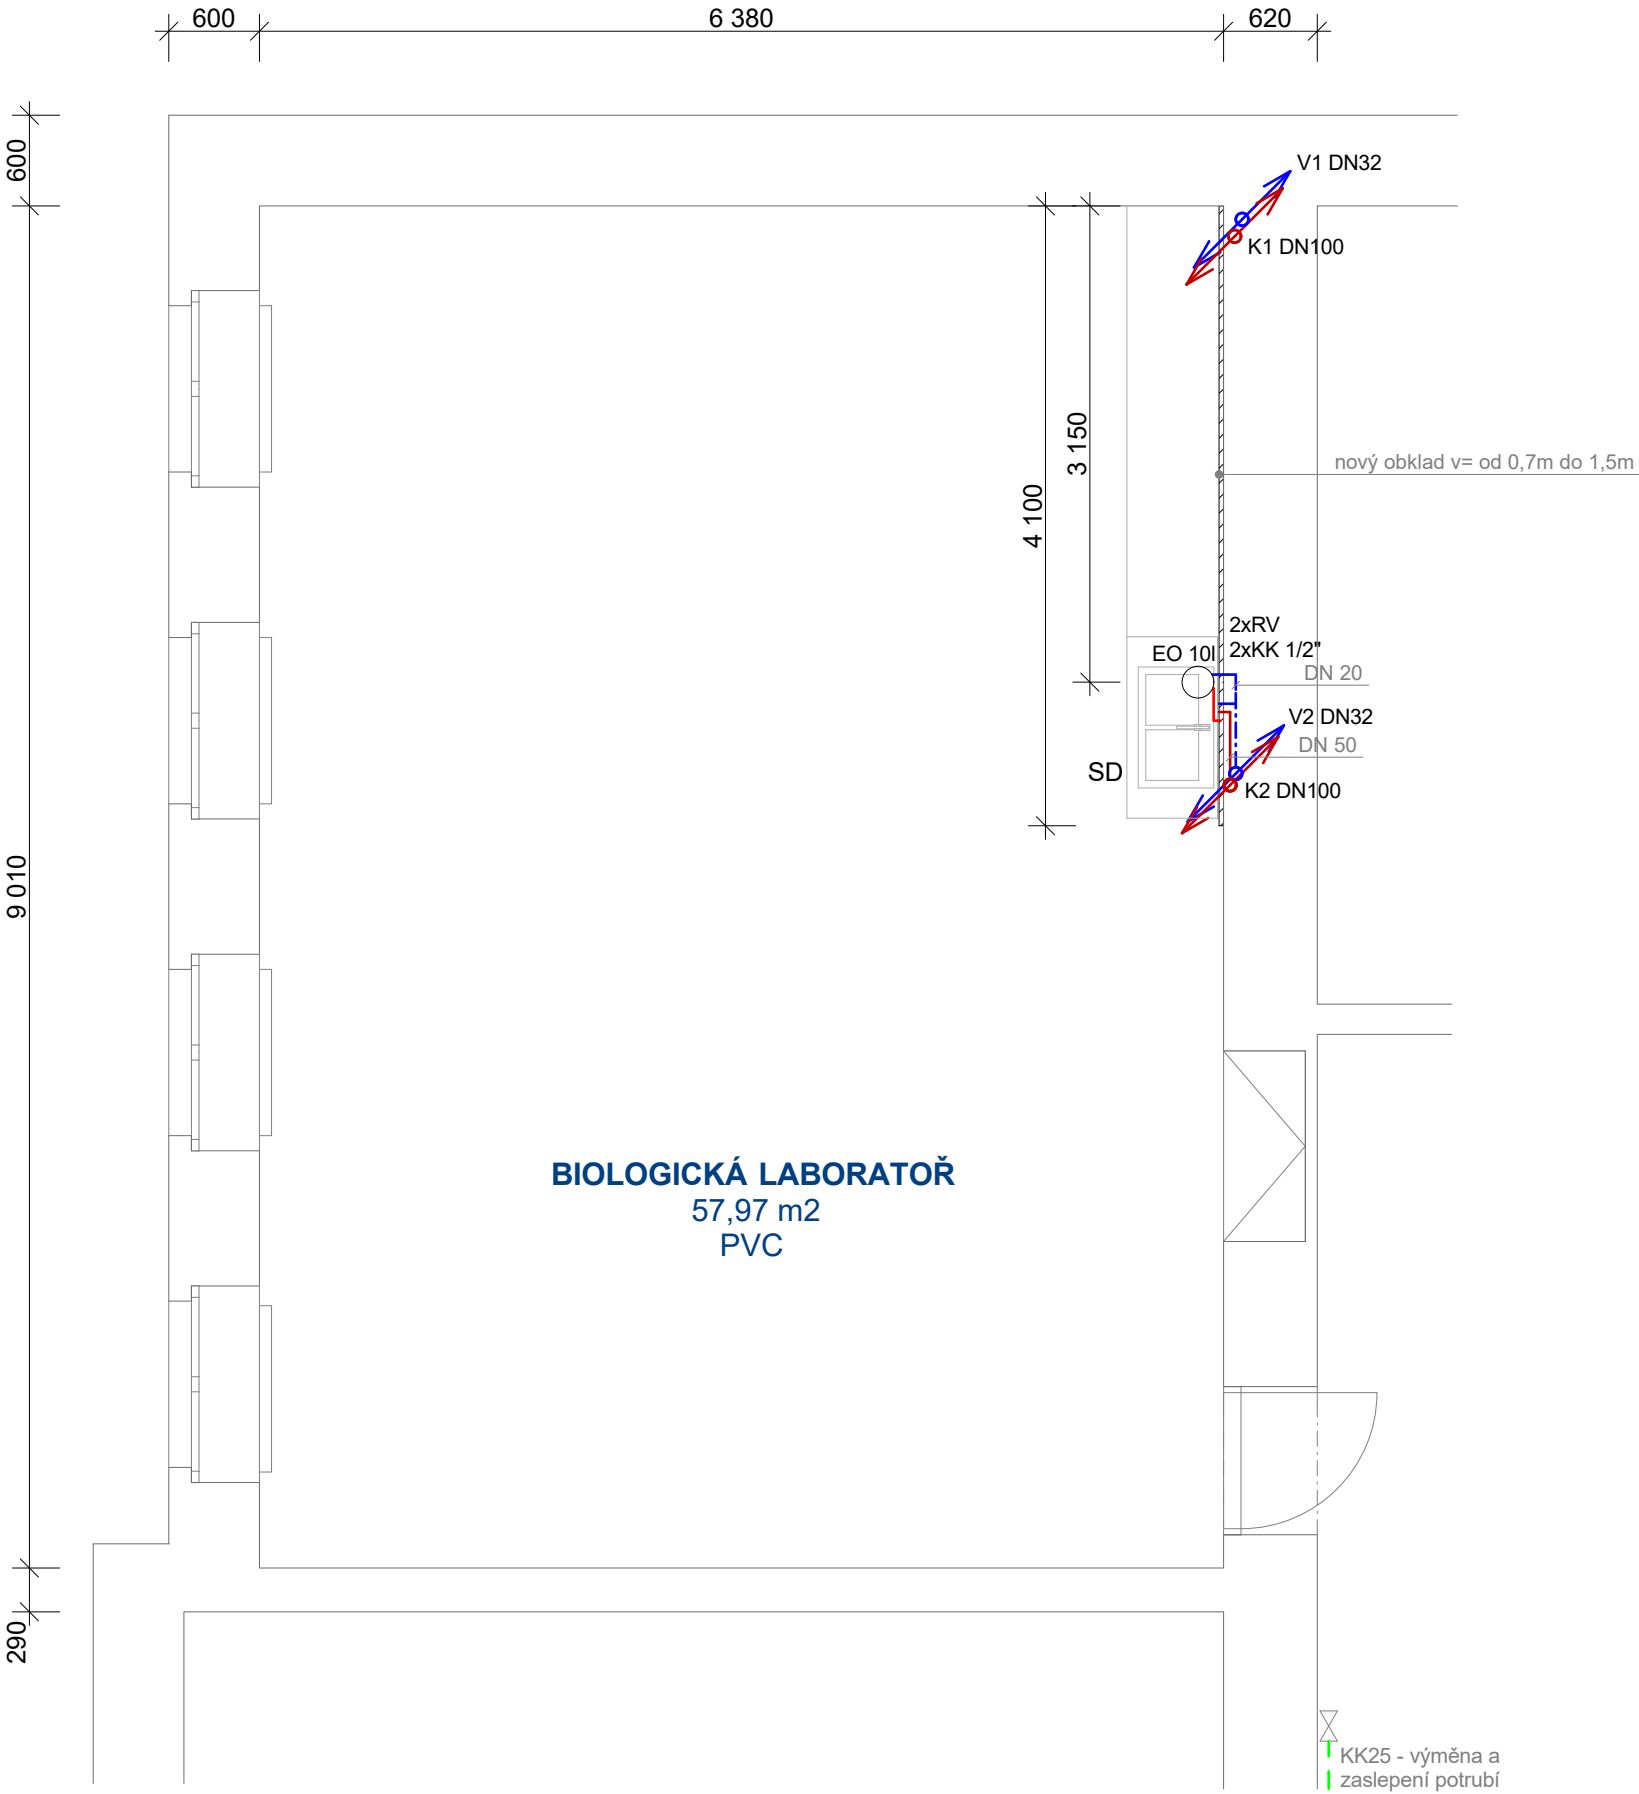 600
6 380
620
600
V1 DN32
K1 DN100
3 150
4 100
nový obklad v= od 0,7m do 1,5m
2xRV
2xKK 1/2"
EO 10l
DN 20
V2 DN32
DN 50
SD
K2 DN100
9 010
BIOLOGICKÁ LABORATOŘ
57,97 m2
PVC
290
KK25 - výměna a
zaslepení potrubí